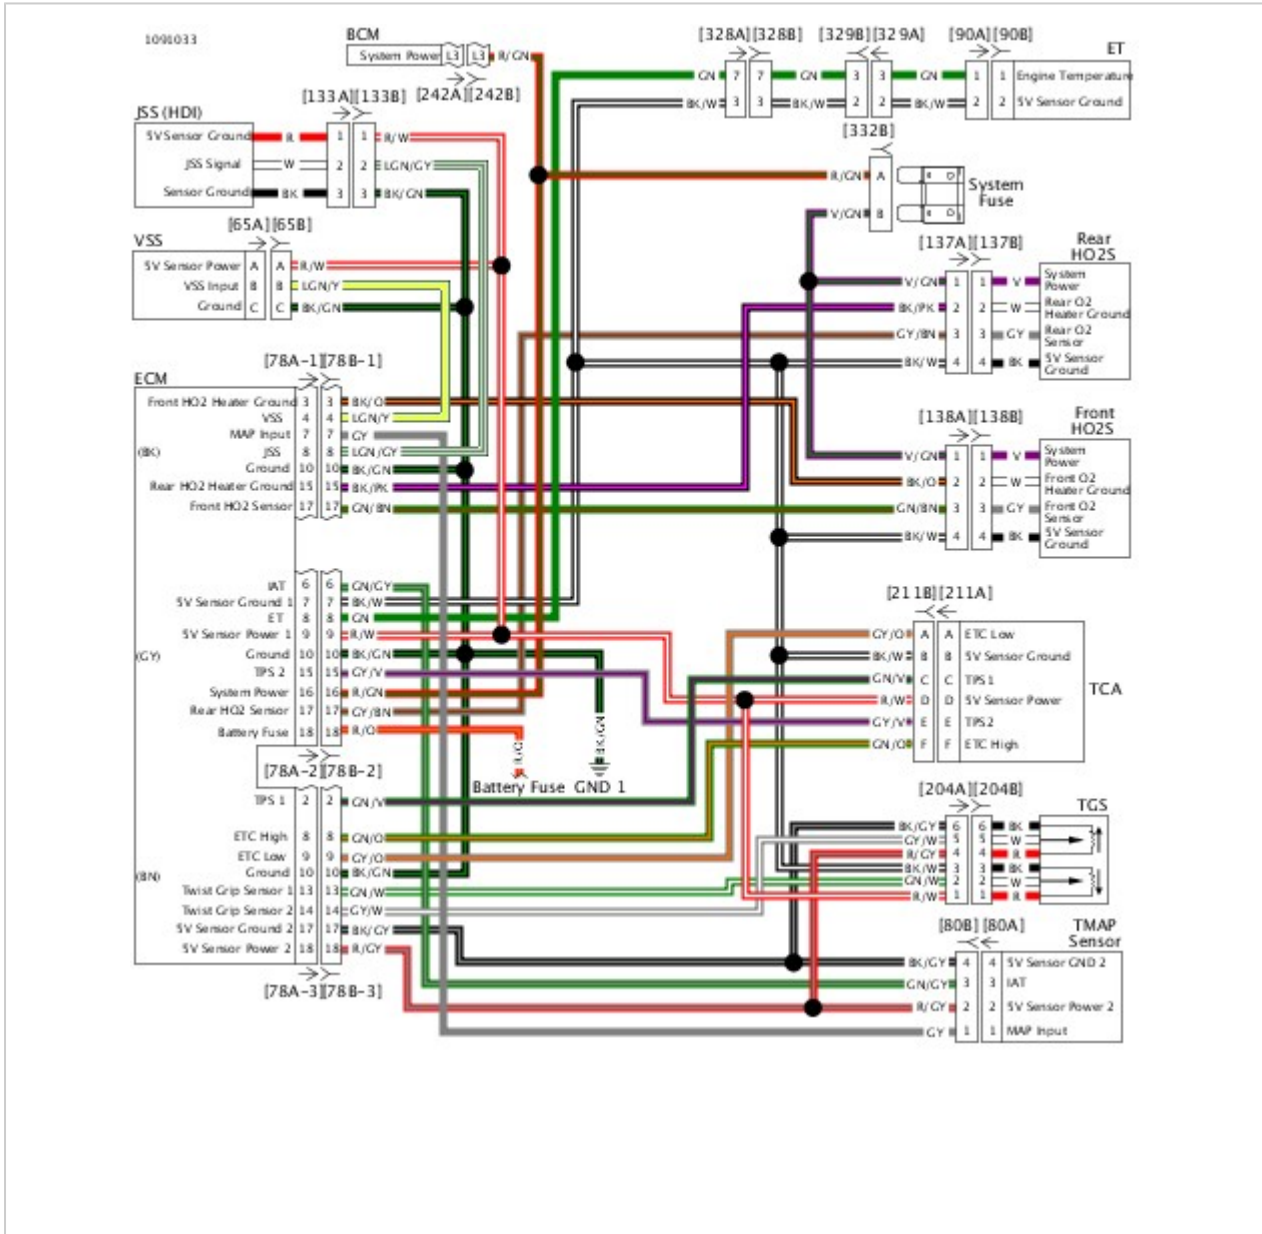 1091033
BCM
System Power L3 L3 R/GN
[242A] [242B]
[328A] [328B] [329B] [329A] [90A] [90B]
ET
GN 7 7 GN 3 3 GN 1 1 Engine Temperature
BK/W 3 3 BK/W 2 2 BK/W 2 2 5V Sensor Ground
JSS (HDI)
[133A] [133B]
5V Sensor Ground R 1 1 R/W
JSS Signal W 2 2 LGN/GY
Sensor Ground BK 3 3 BK/GN
[332B]
R/GN A
V/GN B
System
Fuse
VSS
[65A] [65B]
5V Sensor Power A A R/W
VSS Input B B LGN/Y
Ground C C BK/GN
[137A] [137B]
Rear
HO2S
V/GN 1 1 V System
Power
BK/PK 2 2 W Rear O2
Heater Ground
GY/BN 3 3 GY Rear O2
Sensor
BK/W 4 4 BK 5V Sensor
Ground
[138A] [138B]
Front
HO2S
V/GN 1 1 V System
Power
BK/O 2 2 W Front O2
Heater Ground
GN/BN 3 3 GY Front O2
Sensor
BK/W 4 4 BK 5V Sensor
Ground
ECM
[78A-1] [78B-1]
(BK)
Front HO2 Heater Ground 3 3 BK/O
VSS 4 4 LGN/Y
MAP Input 7 7 GY
JSS 8 8 LGN/GY
Ground 10 10 BK/GN
Rear HO2 Heater Ground 15 15 BK/PK
Front HO2 Sensor 17 17 GN/BN
(GY)
IAT 6 6 GN/GY
5V Sensor Ground 1 7 7 BK/W
ET 8 8 GN
5V Sensor Power 1 9 9 R/W
Ground 10 10 BK/GN
TPS 2 15 15 GY/V
System Power 16 16 R/GN
Rear HO2 Sensor 17 17 GY/BN
Battery Fuse 18 18 R/O
[78A-2] [78B-2]
R/O
Battery Fuse
BK/GN
GND 1
(BN)
TPS 1 2 2 GN/V
ETC High 8 8 GN/O
ETC Low 9 9 GY/O
Ground 10 10 BK/GN
Twist Grip Sensor 1 13 13 GN/W
Twist Grip Sensor 2 14 14 GY/W
5V Sensor Ground 2 17 17 BK/GY
5V Sensor Power 2 18 18 R/GY
[78A-3] [78B-3]
[211B] [211A]
GY/O A A ETC Low
BK/W B B 5V Sensor Ground
GN/V C C TPS1
R/W D D 5V Sensor Power
GY/V E E TPS2
GN/O F F ETC High
TCA
[204A] [204B]
TGS
BK/GY 6 6 BK
GY/W 5 5 W
R/GY 4 4 R
BK/W 3 3 BK
GN/W 2 2 W
R/W 1 1 R
[80B] [80A]
TMAP
Sensor
BK/GY 4 4 5V Sensor GND 2
GN/GY 3 3 IAT
R/GY 2 2 5V Sensor Power 2
GY 1 1 MAP Input